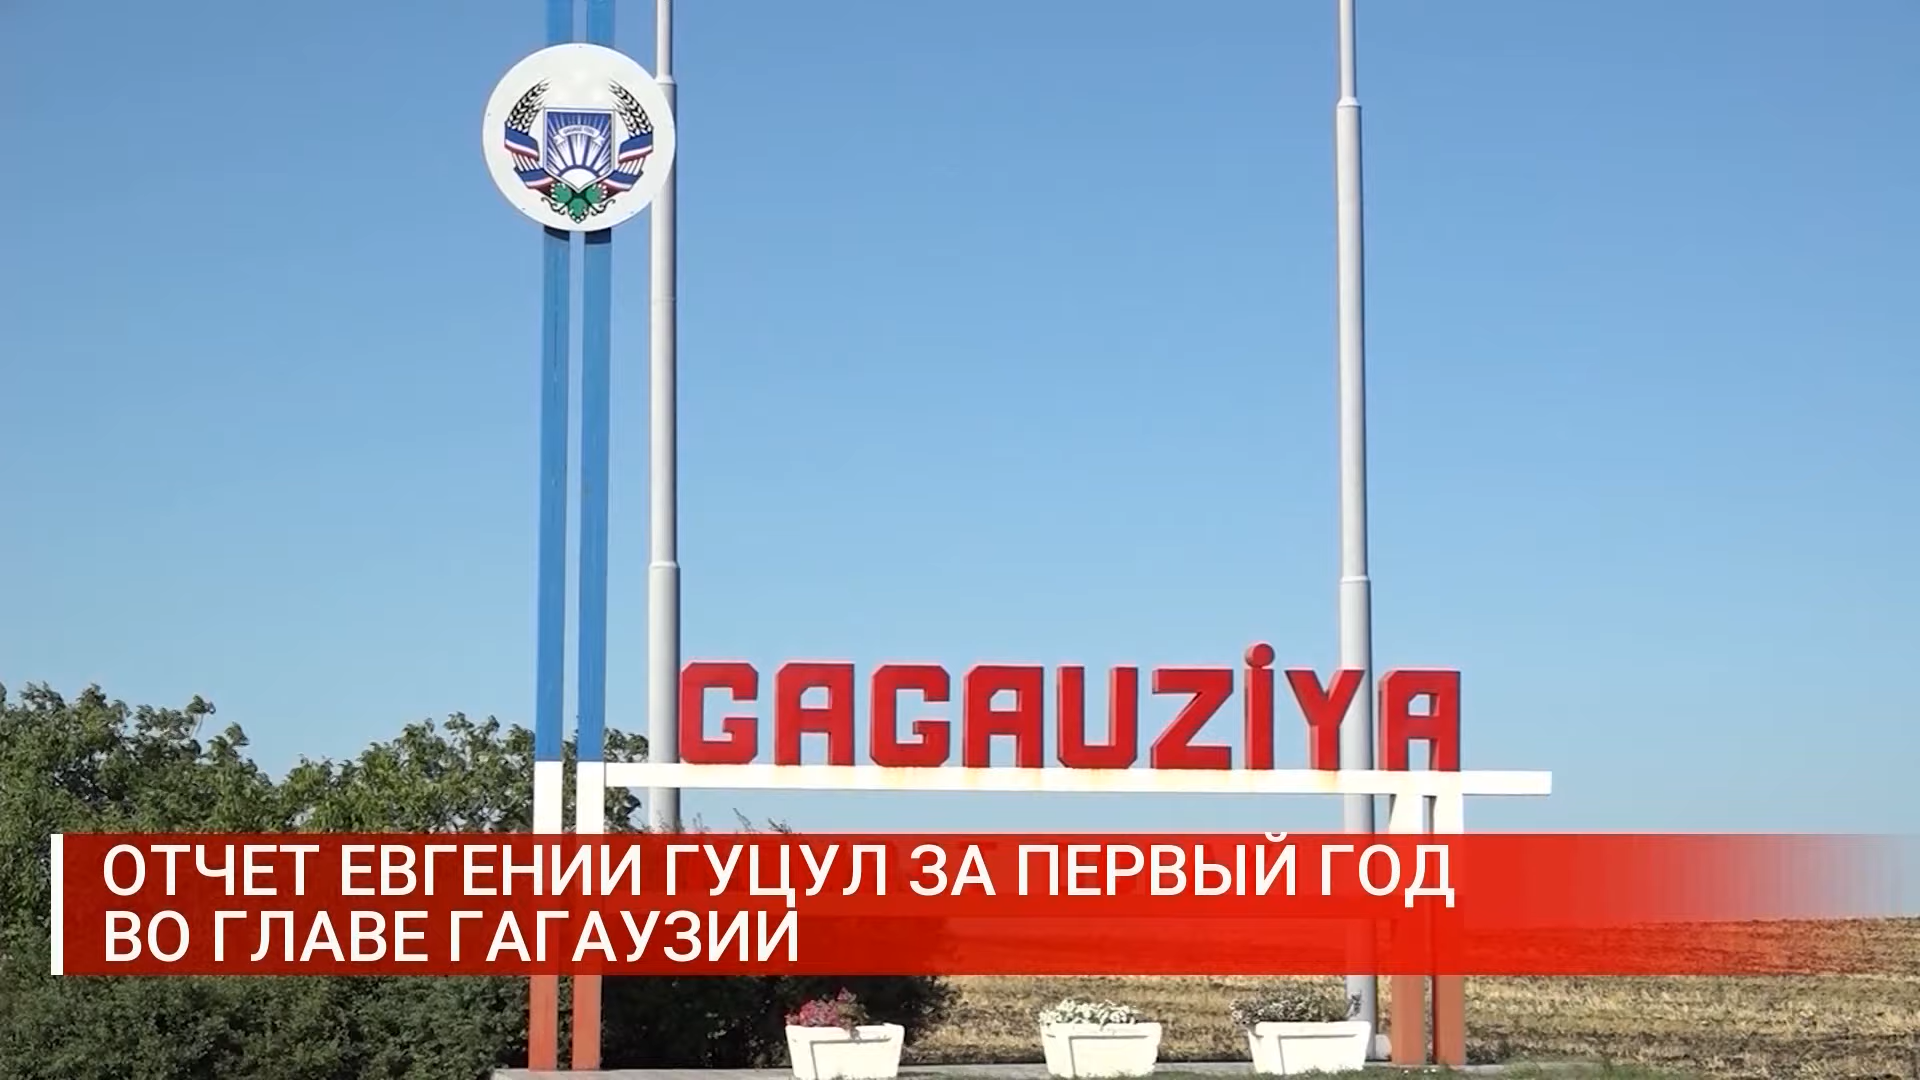 GAGAUZİYA
ОТЧЕТ ЕВГЕНИИ ГУЦУЛ ЗА ПЕРВЫЙ ГОД
ВО ГЛАВЕ ГАГАУЗИИ